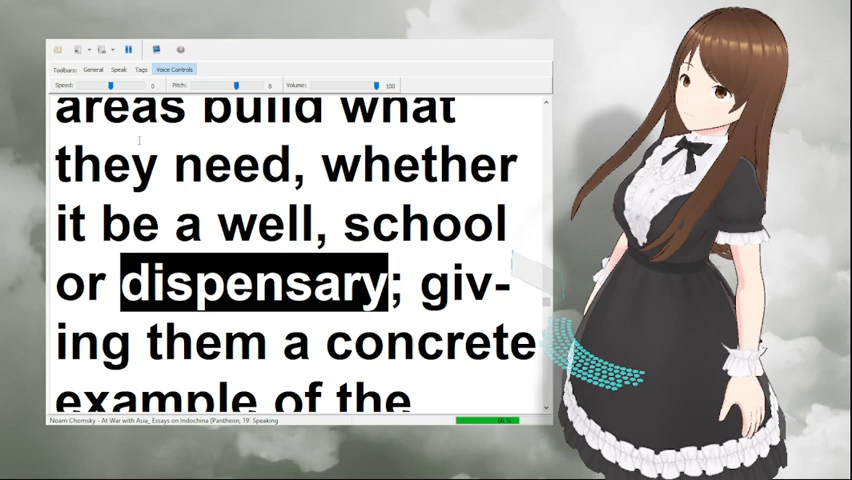 Toolbars: General Speak Tags Voice Controls
Speed: 0 Pitch: 8 Volume: 100
areas build what
they need, whether
it be a well, school
or dispensary; giv-
ing them a concrete
example of the
Noam Chomsky - At War with Asia_ Essays on Indochina (Pantheon, 19 Speaking 66 %